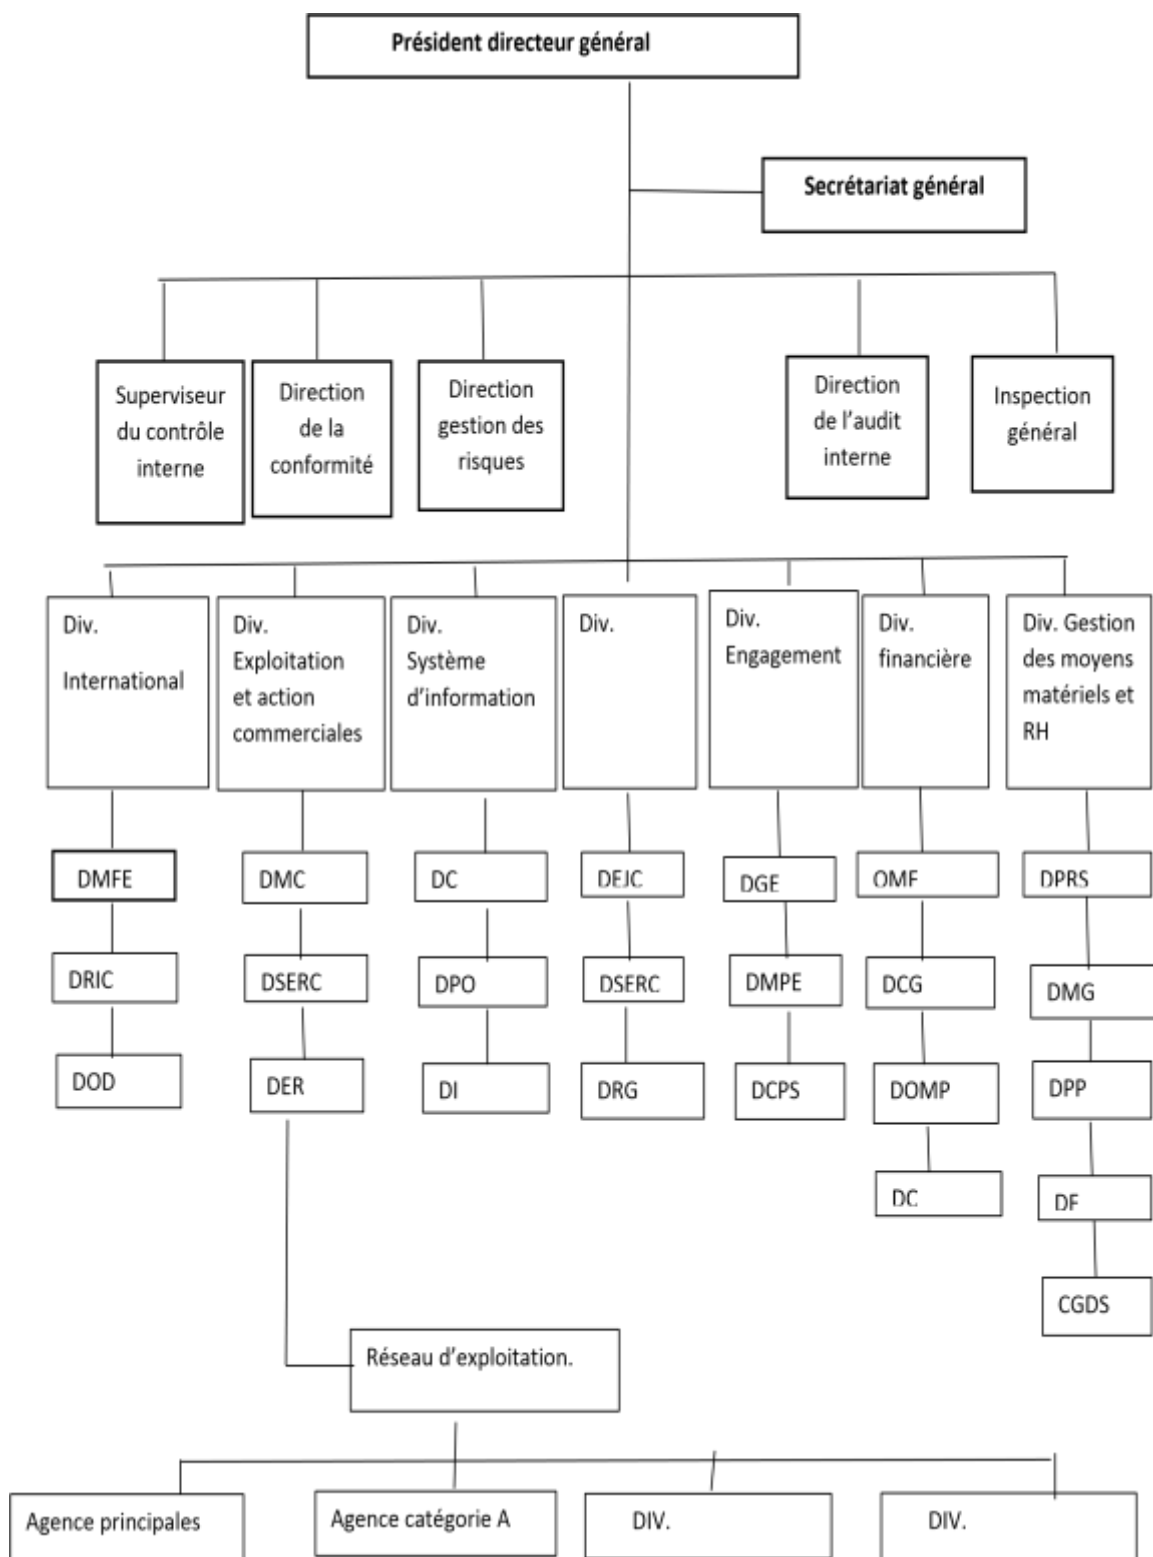 Président directeur général
Secrétariat général
Superviseur
du contrôle
interne
Direction
de la
conformité
Direction
gestion des
risques
Direction
de l'audit
interne
Inspection
général
Div.
International
Div.
Exploitation
et action
commerciales
Div.
Système
d'information
Div.
Div.
Engagement
Div.
financière
Div. Gestion
des moyens
matériels et
RH
DMFE
DMC
DC
DEJC
DGE
DPRS
DRIC
DSERC
DPO
DSERC
DMPE
DCG
DMG
DOD
DER
DI
DRG
DCPS
DOMP
DPP
DC
CGDS
Réseau d'exploitation.
Agence principales
Agence catégorie A
DIV.
DIV.